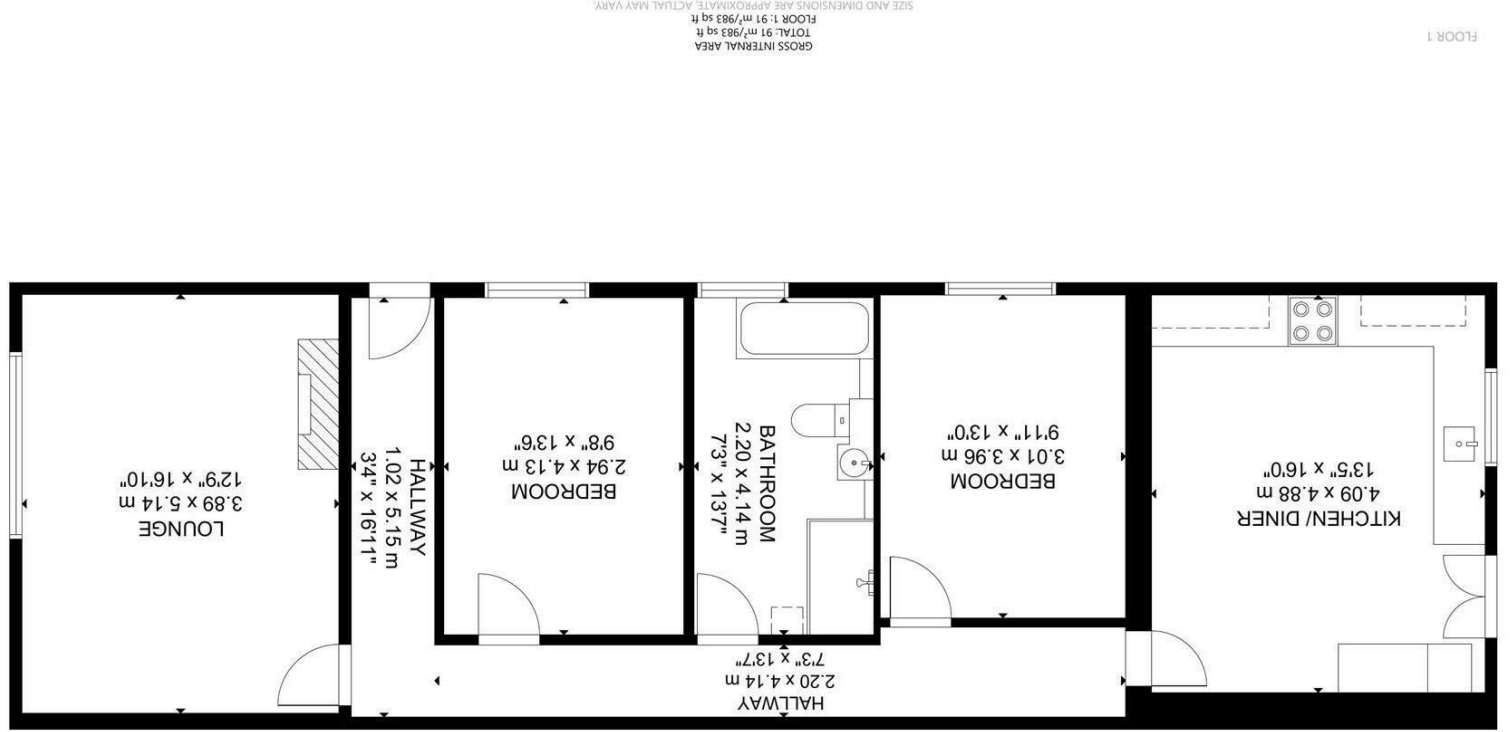 HALLWAY
2.20 x 4.14 m
7'3" x 13'7"
KITCHEN/ DINER
4.09 x 4.88 m
13'5" x 16'0"
BEDROOM
3.01 x 3.96 m
9'11" x 13'0"
BATHROOM
2.20 x 4.14 m
7'3" x 13'7"
BEDROOM
2.94 x 4.13 m
9'8" x 13'6"
HALLWAY
1.02 x 5.15 m
3'4" x 16'11"
LOUNGE
3.89 x 5.14 m
12'9" x 16'10"
FLOOR 1
GROSS INTERNAL AREA
TOTAL: 91 m²/983 sq ft
FLOOR 1: 91 m²/983 sq ft
SIZE AND DIMENSIONS ARE APPROXIMATE, ACTUAL MAY VARY.